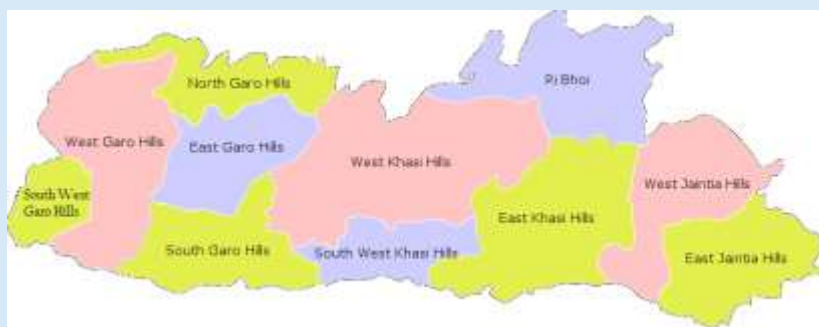 North Garo Hills
Ri Bhoi
West Garo Hills
East Garo Hills
West Khasi Hills
West Jaintia Hills
South West
Garo Hills
East Khasi Hills
South Garo Hills
South West Khasi Hills
East Jaintia Hills